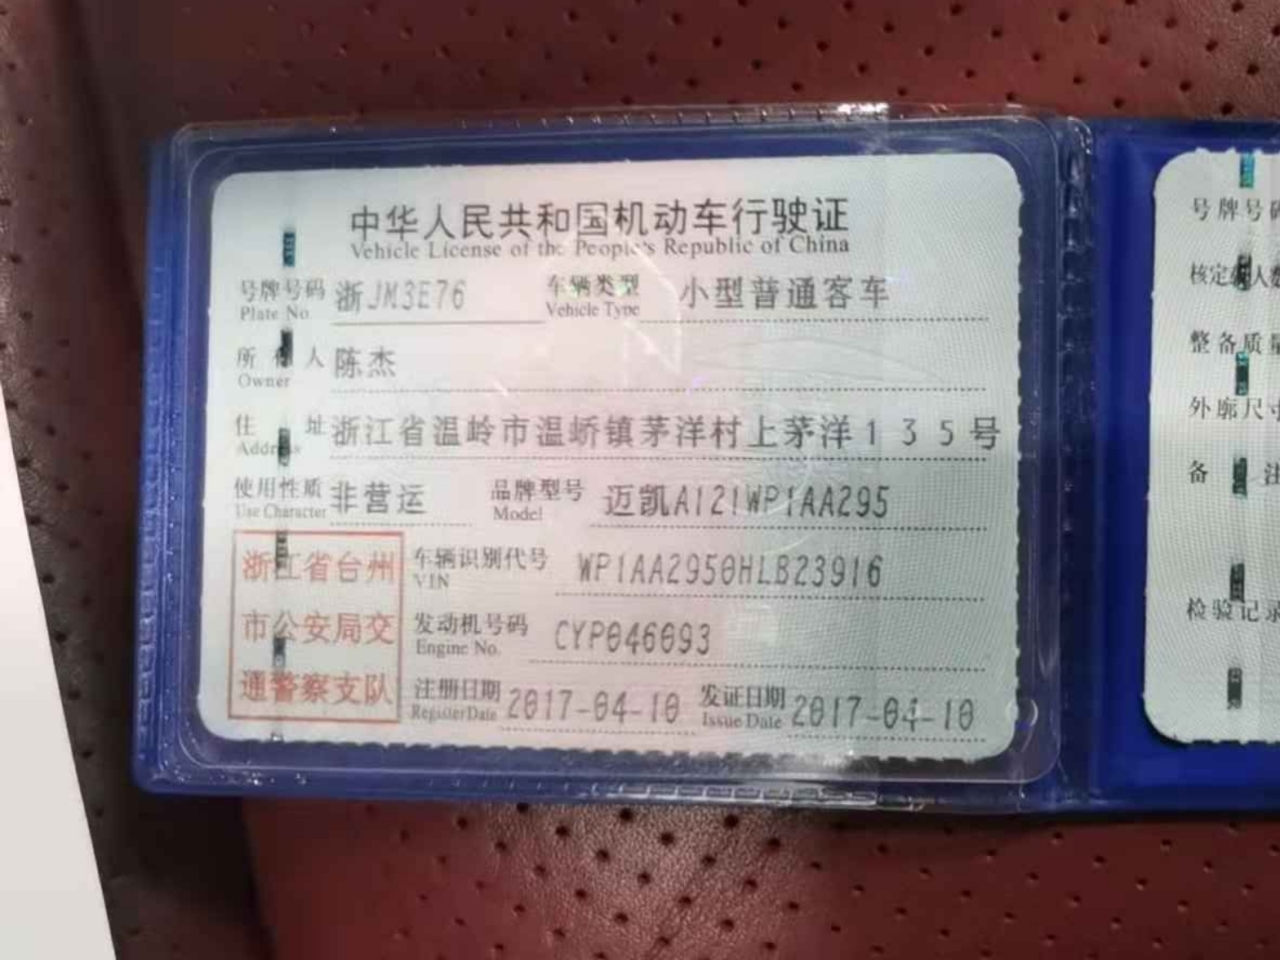 中华人民共和国机动车行驶证
Vehicle License of the People's Republic of China
号牌号码 浙JM3E76 车辆类型 小型普通客车
Plate No. Vehicle Type
所有人 陈杰
Owner
住址 浙江省温岭市温峤镇茅洋村上茅洋135号
Address
使用性质 非营运 品牌型号 迈凯A121WP1AA295
Use Character Model
浙江省台州
市公安局交
通警察支队
车辆识别代号 WP1AA2950HLB23916
VIN
发动机号码 CYP046093
Engine No.
注册日期 2017-04-10 发证日期 2017-04-10
Register Date Issue Date
号牌号码
核定载人数
整备质量
外廓尺寸
备注
检验记录